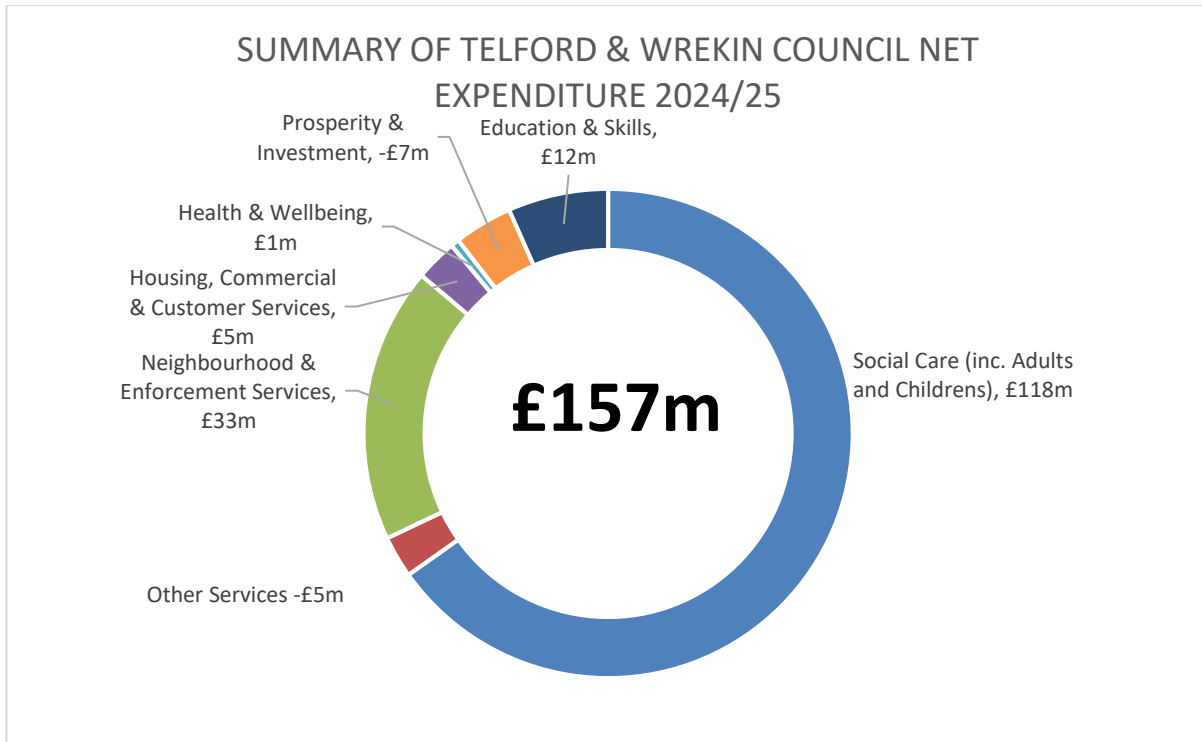 SUMMARY OF TELFORD & WREKIN COUNCIL NET
EXPENDITURE 2024/25
Prosperity &
Investment, -£7m
Education & Skills,
£12m
Health & Wellbeing,
£1m
Housing, Commercial
& Customer Services,
£5m
Neighbourhood &
Enforcement Services,
£33m
£157m
Social Care (inc. Adults
and Childrens), £118m
Other Services -£5m